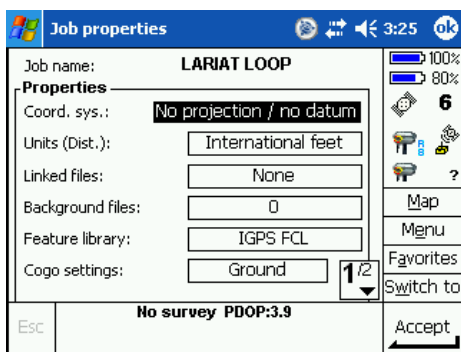 Job properties 3:25 ok
Job name: LARIAT LOOP 100%
Properties 80%
Coord. sys.: No projection / no datum 6
Units (Dist.): International feet R 8
Linked files: None ?
Background files: 0 Map
Feature library: IGPS FCL Menu
Cogo settings: Ground 1/2 Favorites
Switch to
No survey PDOP:3.9
Esc Accept